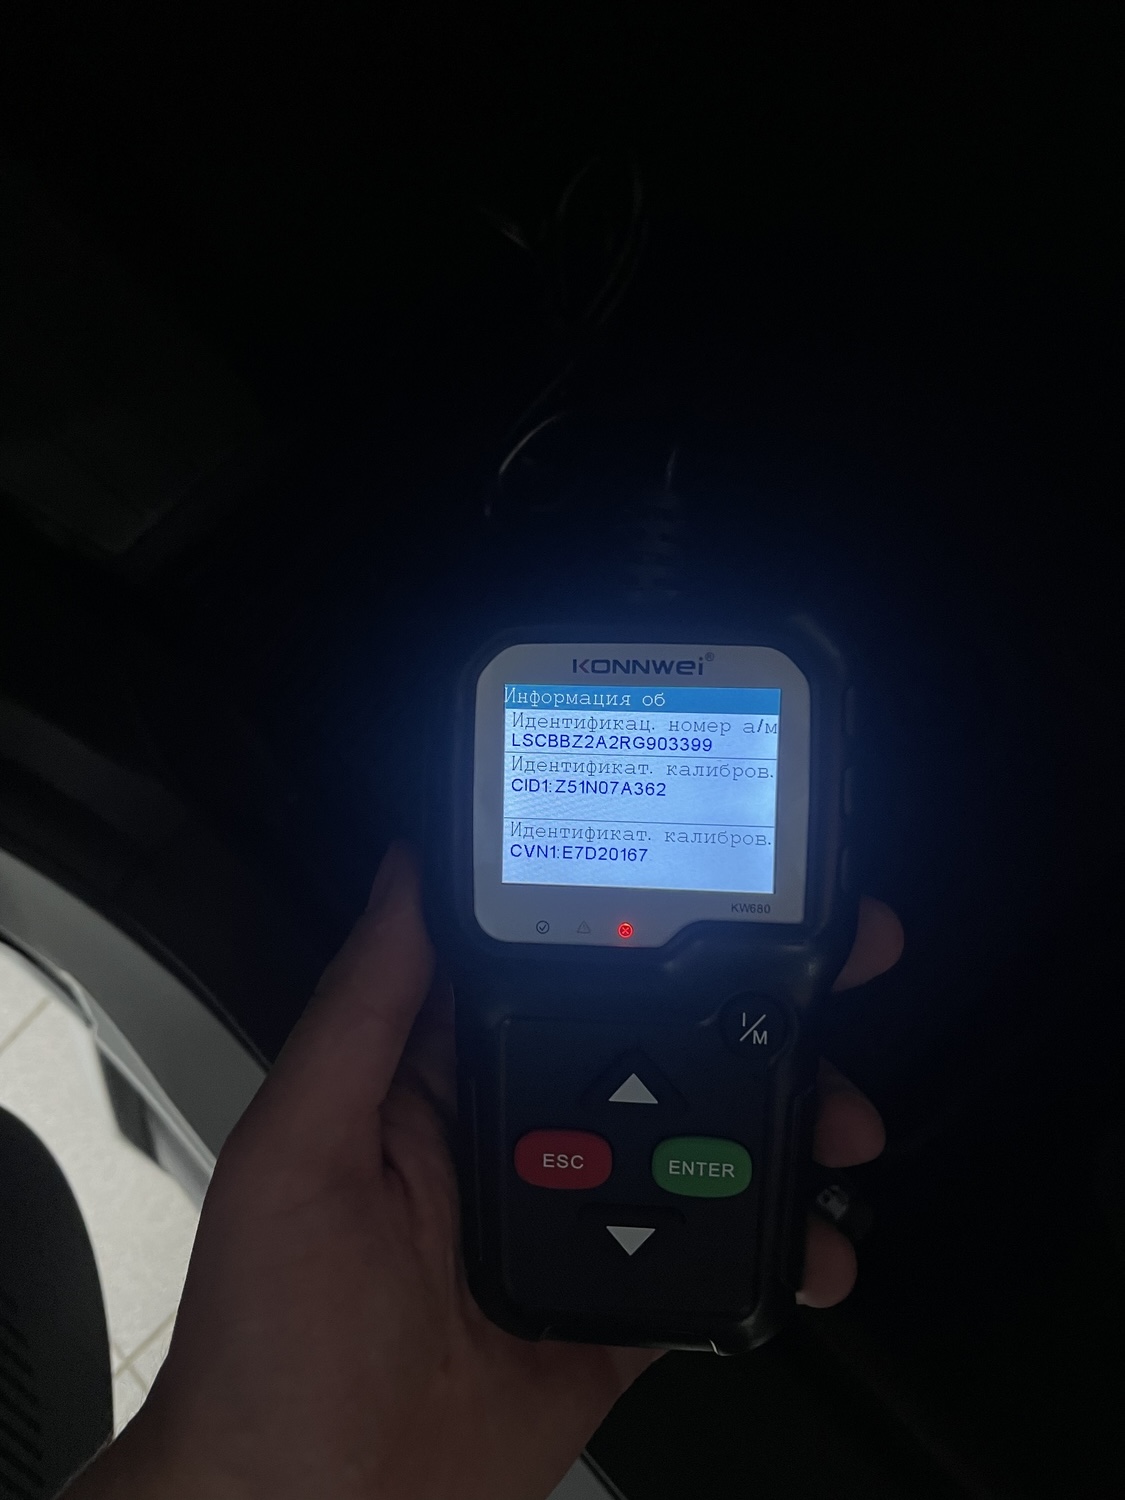 KONNWEI®
Информация об
Идентификац. номер а/м
LSCBBZ2A2RG903399
Идентификат. калибров.
CID1:Z51N07A362
Идентификат. калибров.
CVN1:E7D20167
KW680
I/M
ESC
ENTER